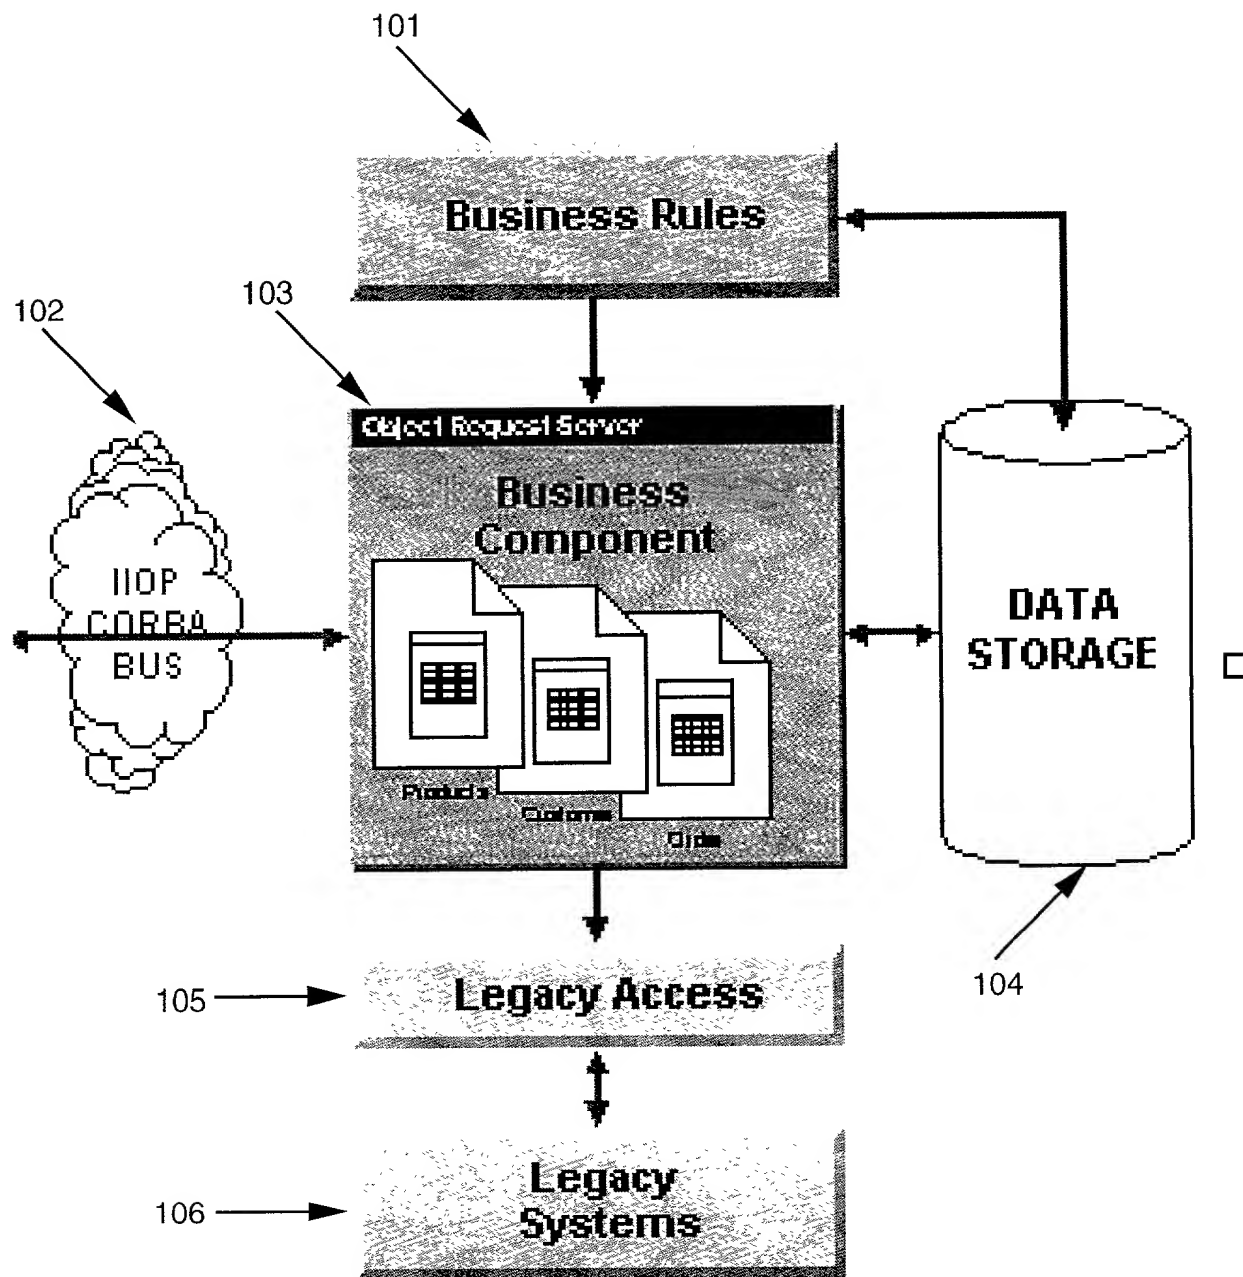 101
Business Rules
102
103
Object Request Server
Business
Component
IIOP
CORBA
BUS
DATA
STORAGE
Products
Customer
Order
104
105
Legacy Access
106
Legacy
Systems